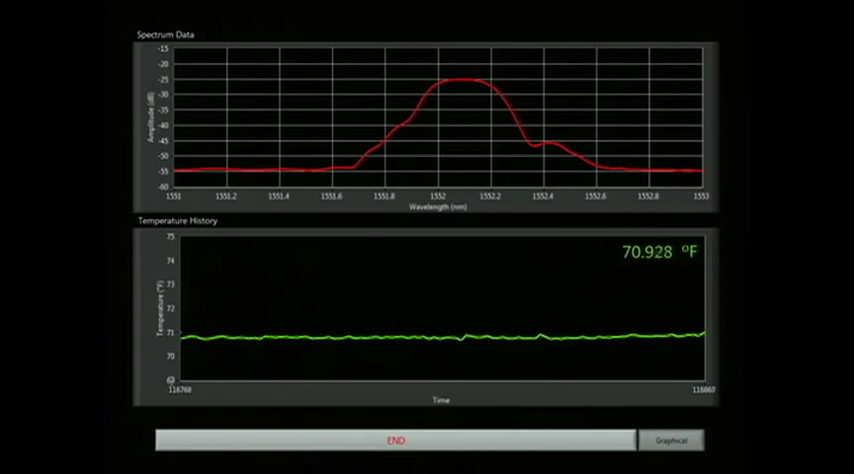 Spectrum Data
-15
-20
-25
-30
-35
-40
-45
-50
-55
-60
Amplitude (dB)
1551 1551.2 1551.4 1551.6 1551.8 1552 1552.2 1552.4 1552.6 1552.8 1553
Wavelength (nm)
Temperature History
70.928 °F
75
74
73
72
71
70
69
Temperature (°F)
116768 116867
Time
END Graphical